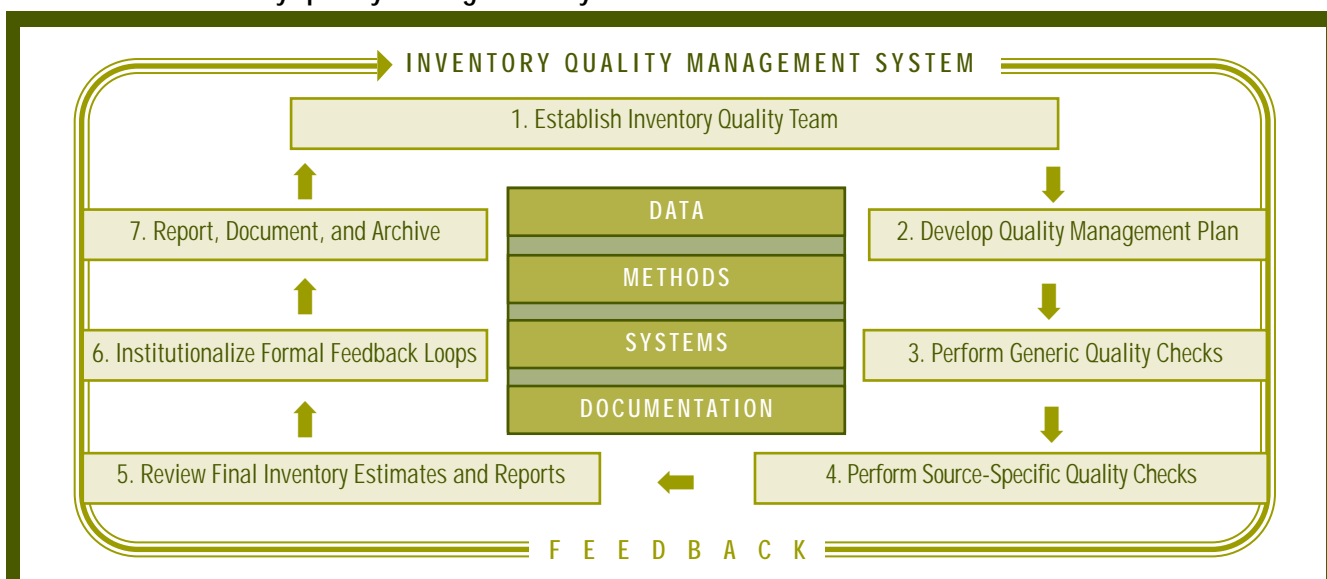 INVENTORY QUALITY MANAGEMENT SYSTEM
1. Establish Inventory Quality Team
2. Develop Quality Management Plan
3. Perform Generic Quality Checks
4. Perform Source-Specific Quality Checks
5. Review Final Inventory Estimates and Reports
6. Institutionalize Formal Feedback Loops
7. Report, Document, and Archive
DATA
METHODS
SYSTEMS
DOCUMENTATION
FEEDBACK